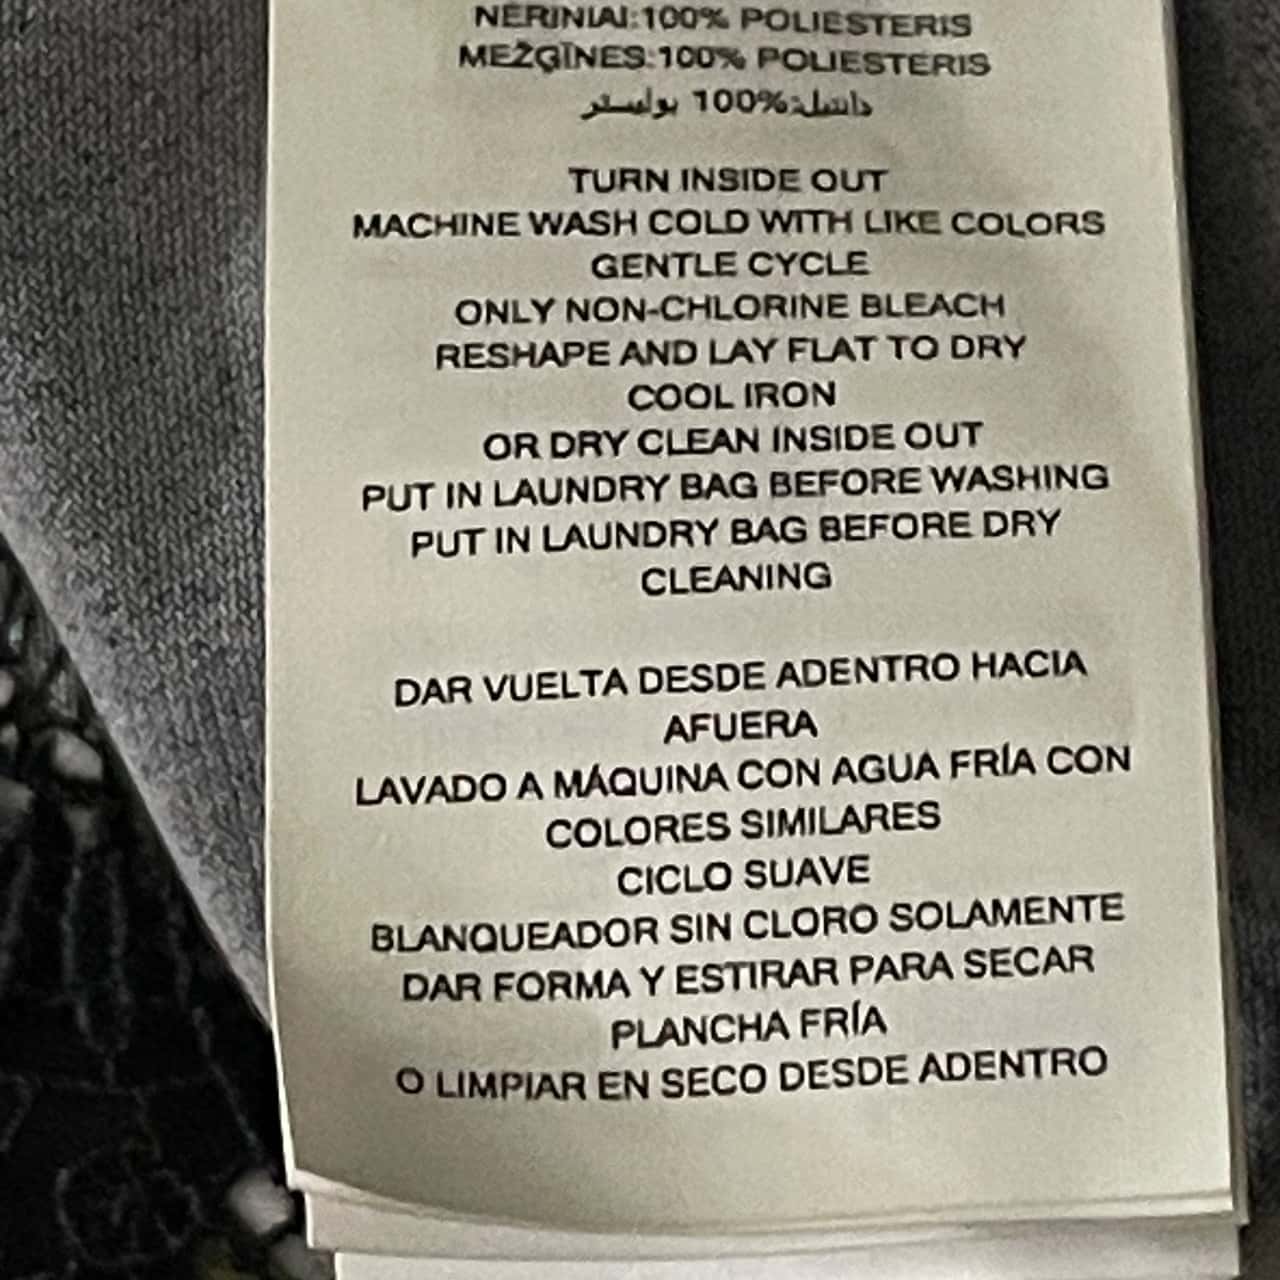 NERINIAI:100% POLIESTERIS
MEŽĢĪNES:100% POLIESTERIS
دانتيلة:100% بوليستر
TURN INSIDE OUT
MACHINE WASH COLD WITH LIKE COLORS
GENTLE CYCLE
ONLY NON-CHLORINE BLEACH
RESHAPE AND LAY FLAT TO DRY
COOL IRON
OR DRY CLEAN INSIDE OUT
PUT IN LAUNDRY BAG BEFORE WASHING
PUT IN LAUNDRY BAG BEFORE DRY
CLEANING
DAR VUELTA DESDE ADENTRO HACIA
AFUERA
LAVADO A MÁQUINA CON AGUA FRÍA CON
COLORES SIMILARES
CICLO SUAVE
BLANQUEADOR SIN CLORO SOLAMENTE
DAR FORMA Y ESTIRAR PARA SECAR
PLANCHA FRÍA
O LIMPIAR EN SECO DESDE ADENTRO